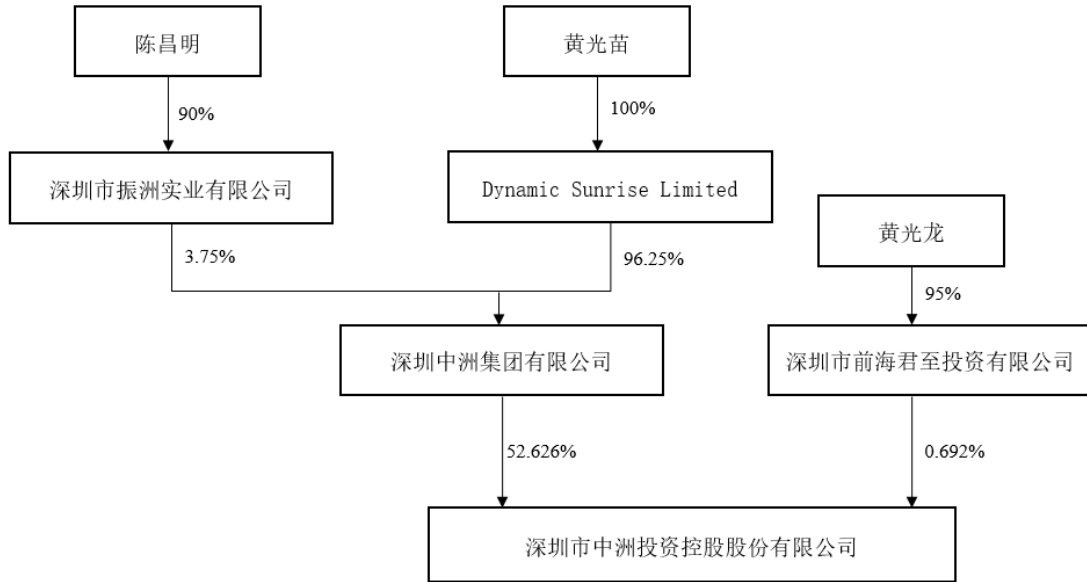 陈昌明
黄光苗
90%
100%
深圳市振洲实业有限公司
Dynamic Sunrise Limited
黄光龙
3.75%
96.25%
95%
深圳中洲集团有限公司
深圳市前海君至投资有限公司
52.626%
0.692%
深圳市中洲投资控股股份有限公司